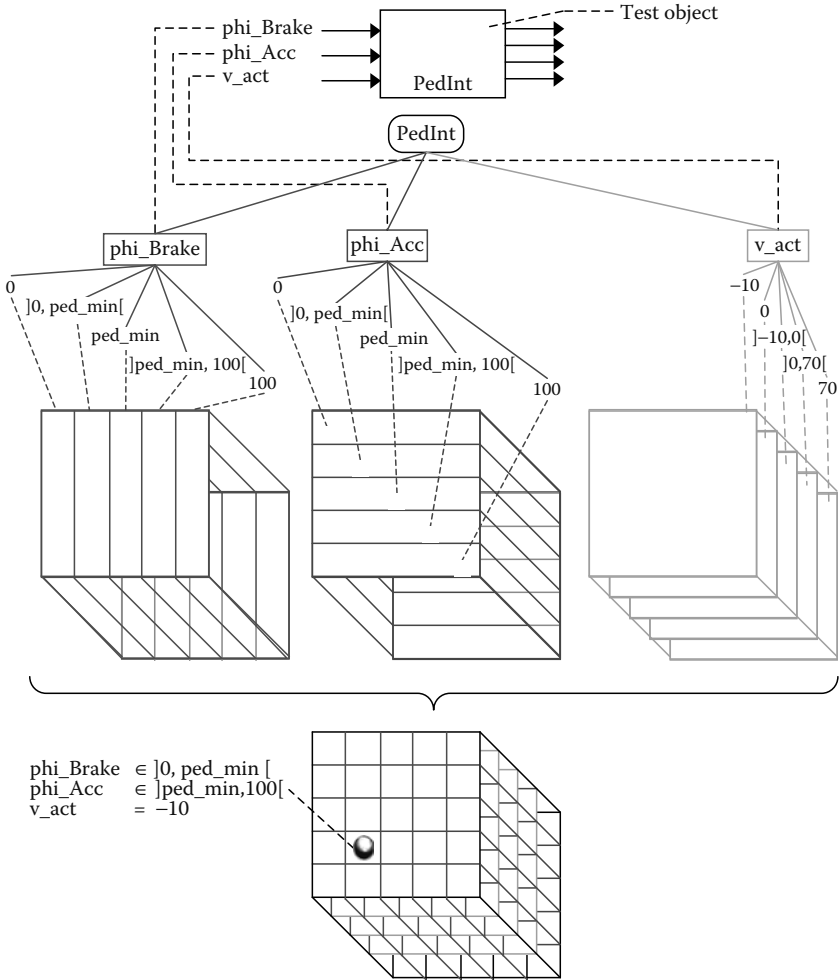 Test object
phi_Brake
phi_Acc
v_act
PedInt
PedInt
phi_Brake
phi_Acc
v_act
0
]0, ped_min[
ped_min
]ped_min, 100[
100
0
]0, ped_min[
ped_min
]ped_min, 100[
100
−10
0
]−10,0[
]0,70[
70
phi_Brake ∈ ]0, ped_min [
phi_Acc ∈ ]ped_min,100[
v_act = −10